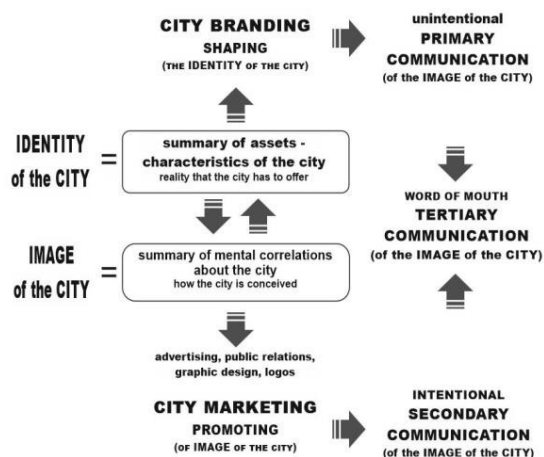 CITY BRANDING
SHAPING
(THE IDENTITY OF THE CITY)
unintentional
PRIMARY
COMMUNICATION
(of the IMAGE of the CITY)
IDENTITY
of the CITY
=
summary of assets -
characteristics of the city
reality that the city has to offer
WORD OF MOUTH
TERTIARY
COMMUNICATION
(of the IMAGE of the CITY)
IMAGE
of the CITY
=
summary of mental correlations
about the city
how the city is conceived
advertising, public relations,
graphic design, logos
CITY MARKETING
PROMOTING
(OF IMAGE OF THE CITY)
INTENTIONAL
SECONDARY
COMMUNICATION
(of the IMAGE of the CITY)